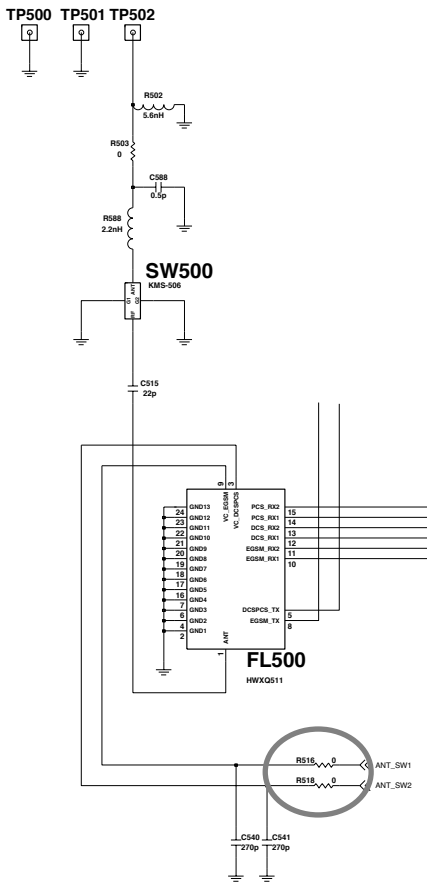 TP500 TP501 TP502
R502
5.6nH
R503
0
C588
0.5p
R588
2.2nH
SW500
KMS-506
ANT
G1
G2
RF
C515
22p
9
3
VC_EGSM
VC_DCSPCS
GND13
24
GND12
23
GND11
22
GND10
21
GND9
20
GND8
19
GND7
18
GND6
17
GND5
16
GND4
7
GND3
6
GND2
4
GND1
2
PCS_RX2
15
PCS_RX1
14
DCS_RX2
13
DCS_RX1
12
EGSM_RX2
11
EGSM_RX1
10
DCSPCS_TX
5
EGSM_TX
8
ANT
1
FL500
HWXQ511
R516 0 ANT_SW1
R518 0 ANT_SW2
C540 C541
270p 270p